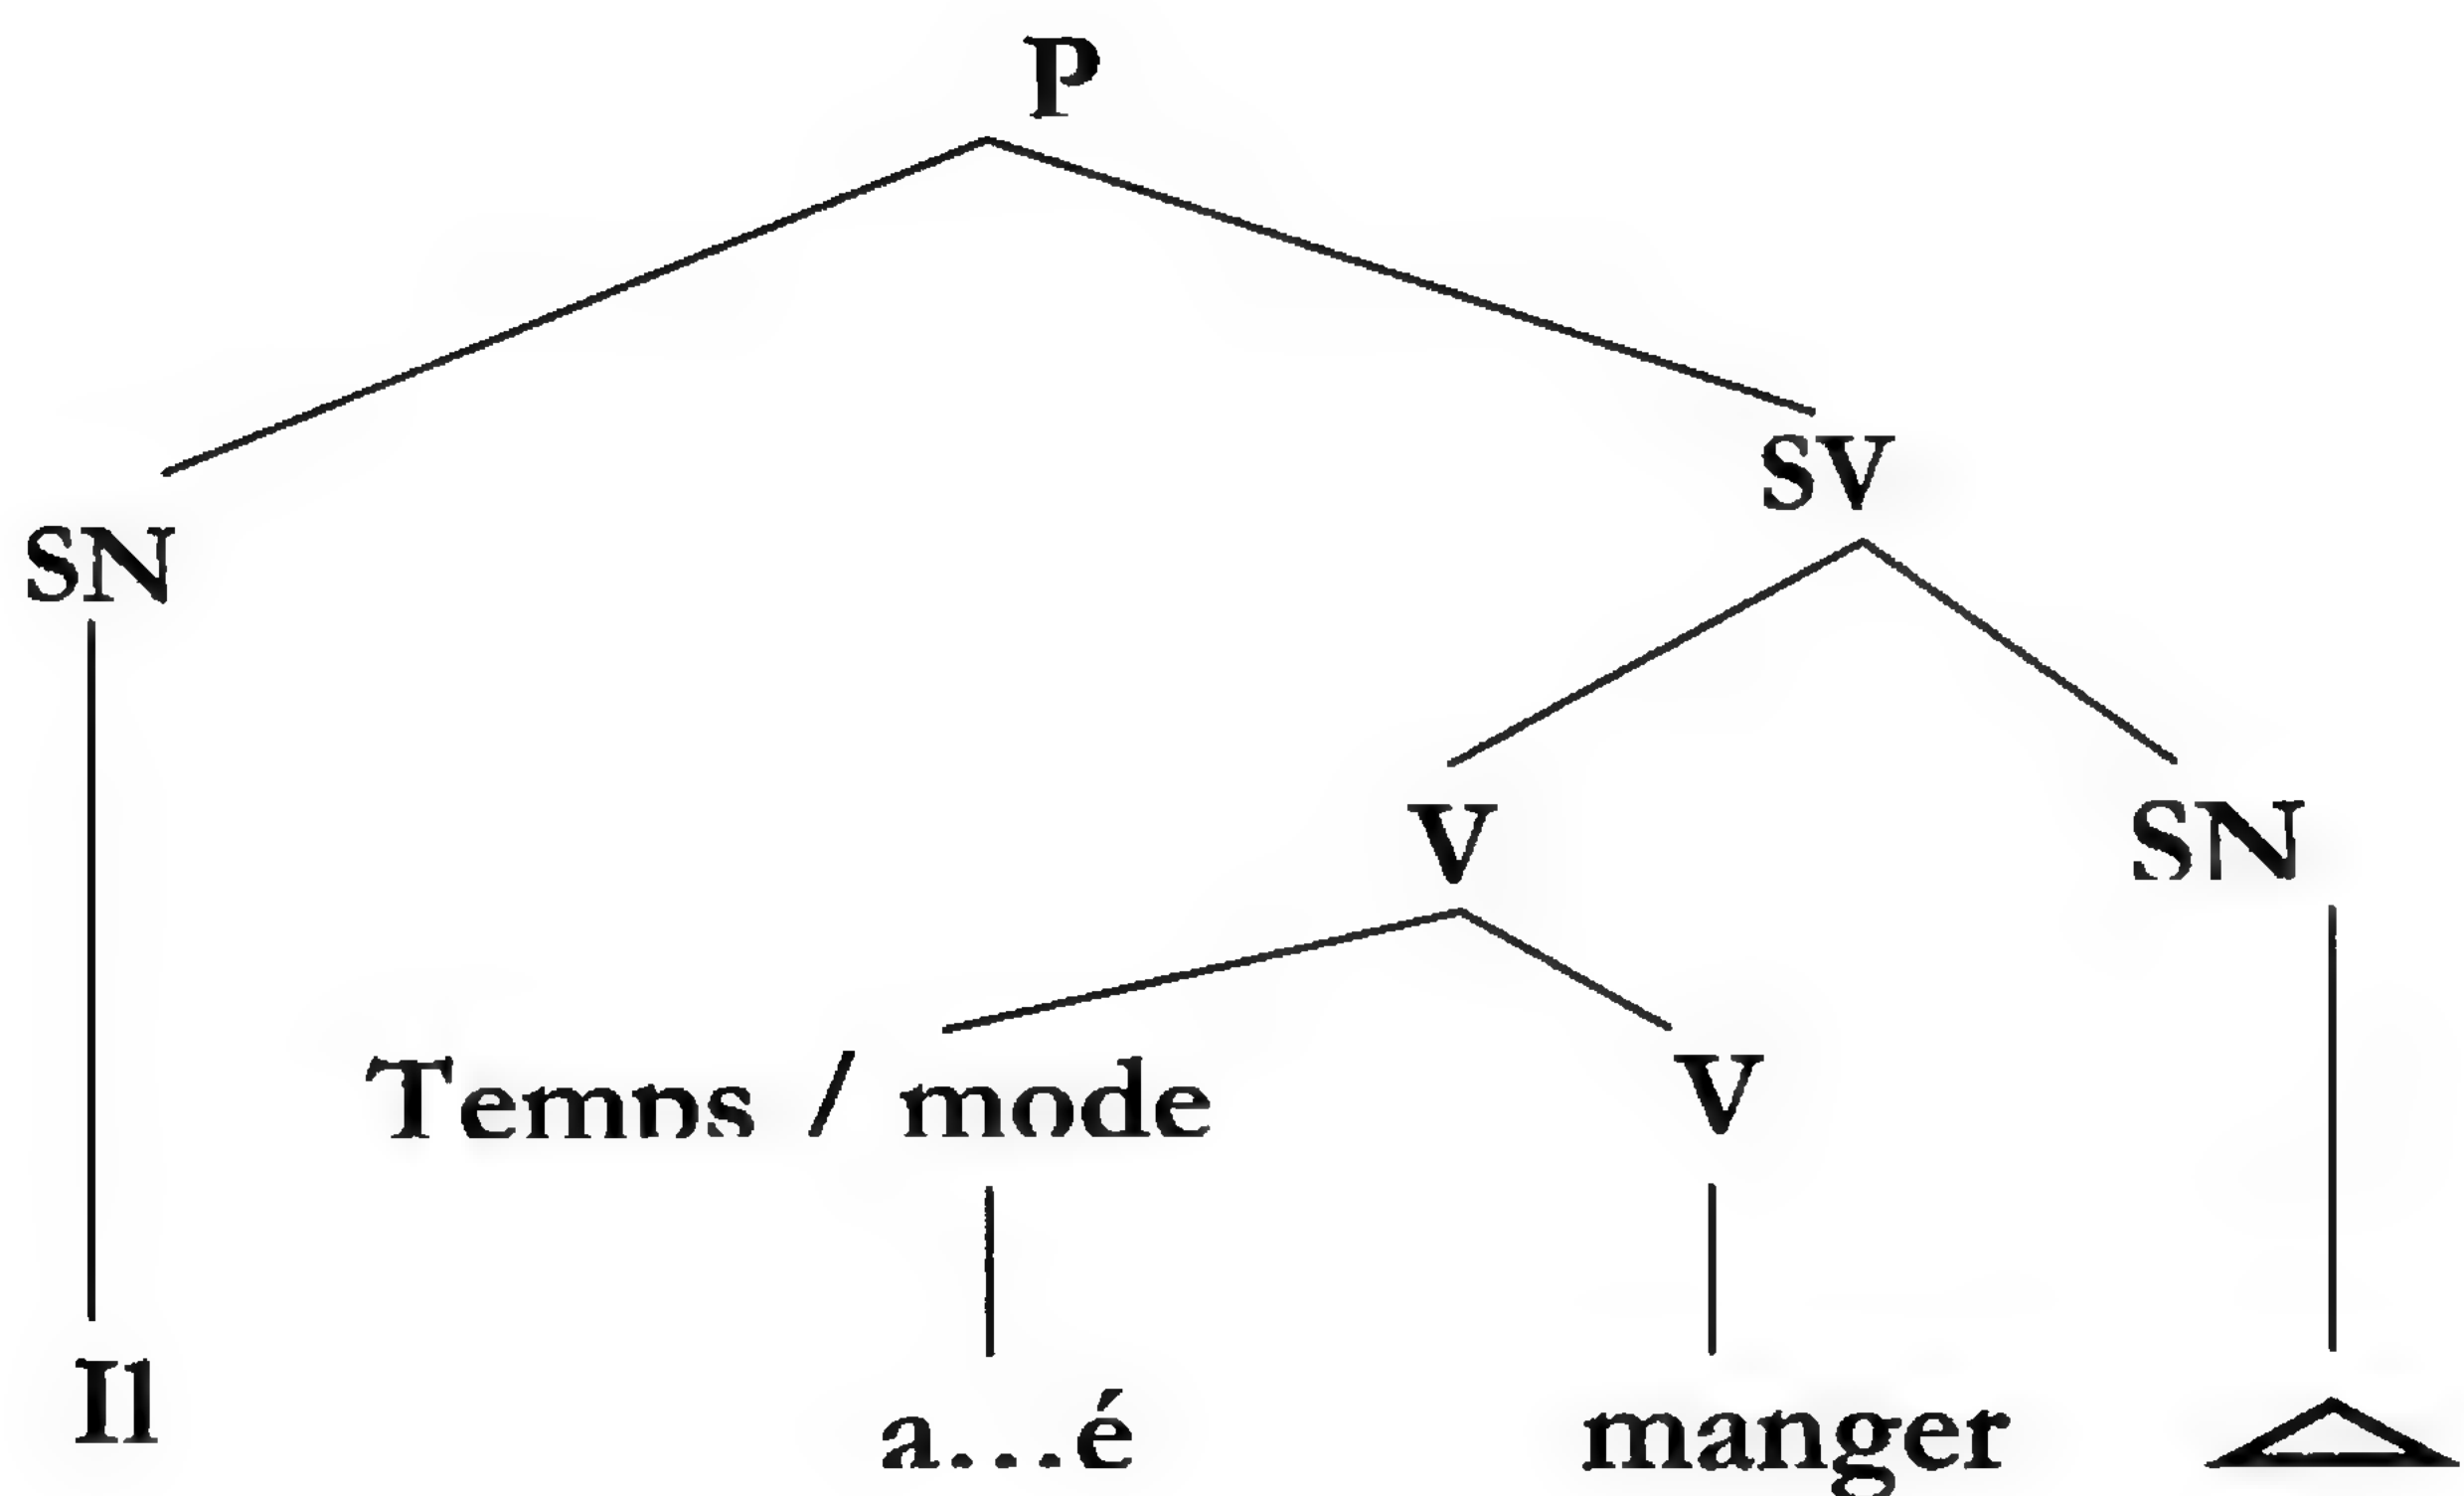 P
SV
SN
V SN
Temps / mode V
Il a...é manger